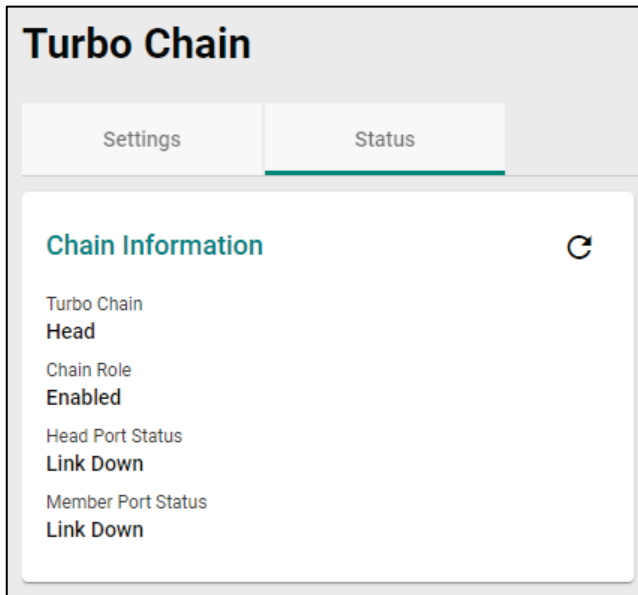 Turbo Chain
Settings Status
Chain Information
Turbo Chain
Head
Chain Role
Enabled
Head Port Status
Link Down
Member Port Status
Link Down